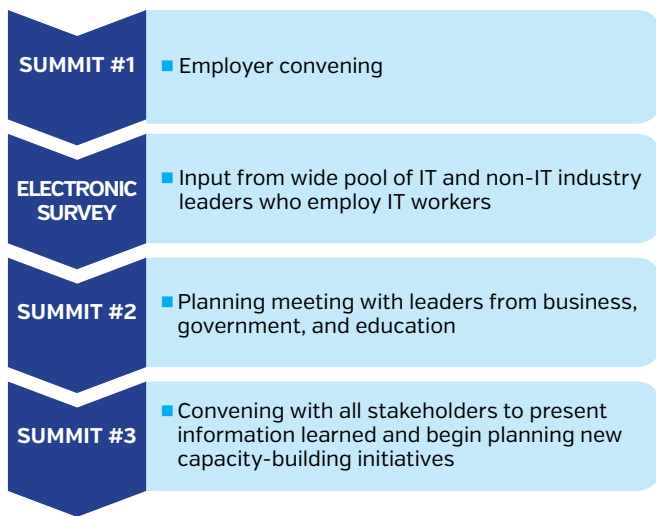 SUMMIT #1
■ Employer convening
ELECTRONIC
SURVEY
■ Input from wide pool of IT and non-IT industry
leaders who employ IT workers
SUMMIT #2
■ Planning meeting with leaders from business,
government, and education
SUMMIT #3
■ Convening with all stakeholders to present
information learned and begin planning new
capacity-building initiatives